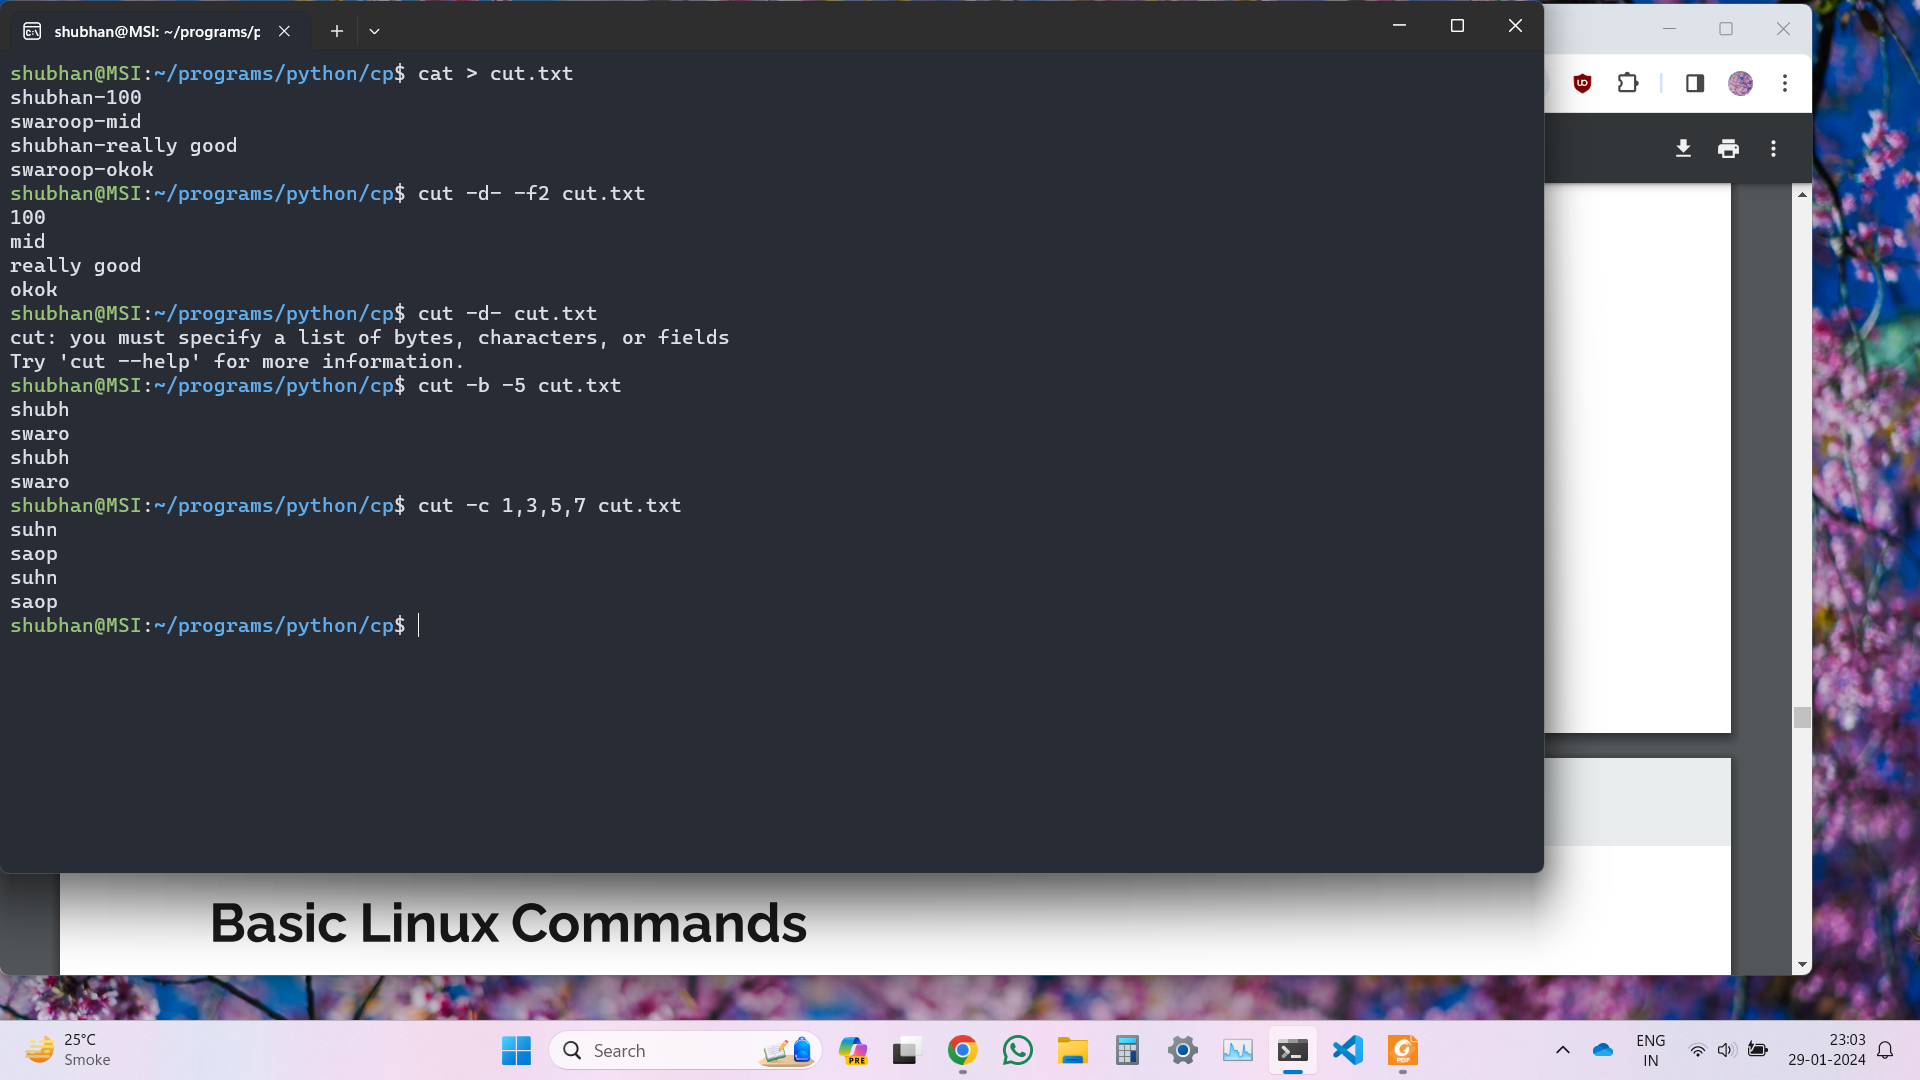 shubhan@MSI: ~/programs/p
shubhan@MSI:~/programs/python/cp$ cat > cut.txt
shubhan-100
swaroop-mid
shubhan-really good
swaroop-okok
shubhan@MSI:~/programs/python/cp$ cut -d- -f2 cut.txt
100
mid
really good
okok
shubhan@MSI:~/programs/python/cp$ cut -d- cut.txt
cut: you must specify a list of bytes, characters, or fields
Try 'cut --help' for more information.
shubhan@MSI:~/programs/python/cp$ cut -b -5 cut.txt
shubh
swaro
shubh
swaro
shubhan@MSI:~/programs/python/cp$ cut -c 1,3,5,7 cut.txt
suhn
saop
suhn
saop
shubhan@MSI:~/programs/python/cp$
Basic Linux Commands
25°C
Smoke
Search
PRE
PDF
ENG
IN
23:03
29-01-2024